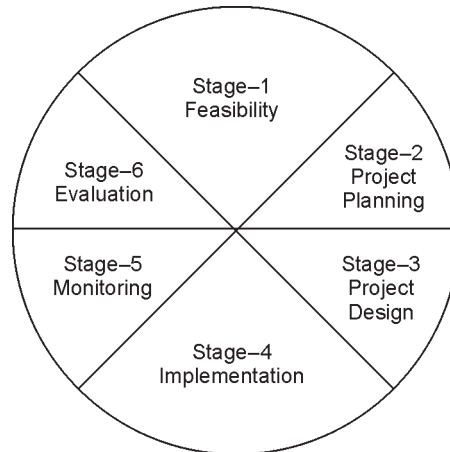 Stage–1
Feasibility
Stage–2
Project
Planning
Stage–3
Project
Design
Stage–4
Implementation
Stage–5
Monitoring
Stage–6
Evaluation